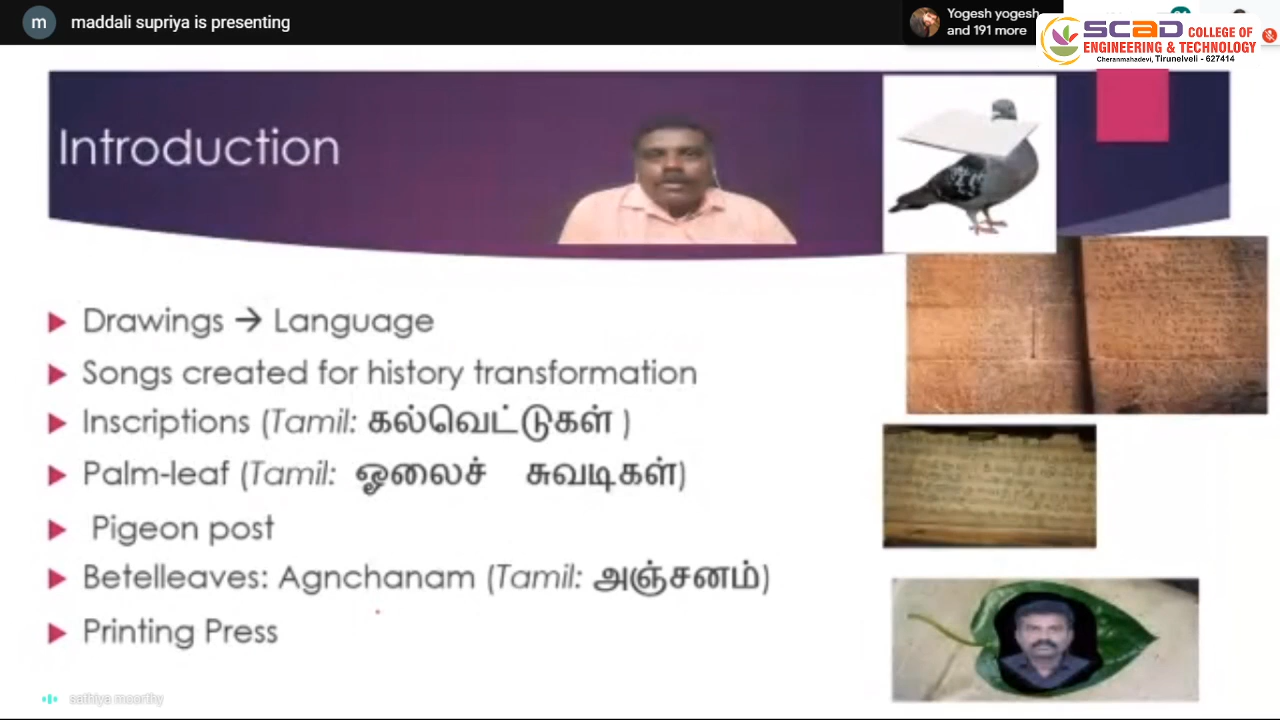 m maddali supriya is presenting
Yogesh yogesh
and 191 more
SCAD COLLEGE OF
ENGINEERING & TECHNOLOGY
Cheranmahadevi, Tirunelveli - 627414
Introduction
Drawings → Language
Songs created for history transformation
Inscriptions (Tamil: கல்வெட்டுகள் )
Palm-leaf (Tamil: ஓலைச் சுவடிகள்)
Pigeon post
Betelleaves: Agnchanam (Tamil: அஞ்சனம்)
Printing Press
sathiya moorthy